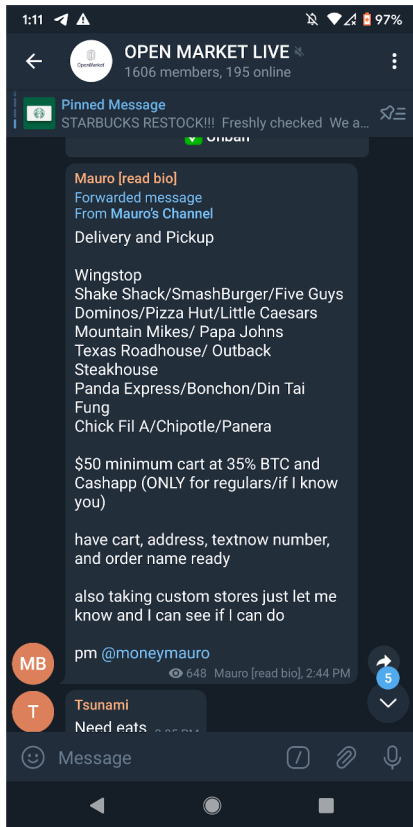 1:11
97%
OPEN MARKET LIVE
OpenMarket
1606 members, 195 online
Pinned Message
STARBUCKS RESTOCK!!! Freshly checked We a...
Unban
Mauro [read bio]
Forwarded message
From Mauro's Channel
Delivery and Pickup
Wingstop
Shake Shack/SmashBurger/Five Guys
Dominos/Pizza Hut/Little Caesars
Mountain Mikes/ Papa Johns
Texas Roadhouse/ Outback
Steakhouse
Panda Express/Bonchon/Din Tai
Fung
Chick Fil A/Chipotle/Panera
$50 minimum cart at 35% BTC and
Cashapp (ONLY for regulars/if I know
you)
have cart, address, textnow number,
and order name ready
also taking custom stores just let me
know and I can see if I can do
pm @moneymauro
MB
648 Mauro [read bio], 2:44 PM
5
T
Tsunami
Need eats
Message